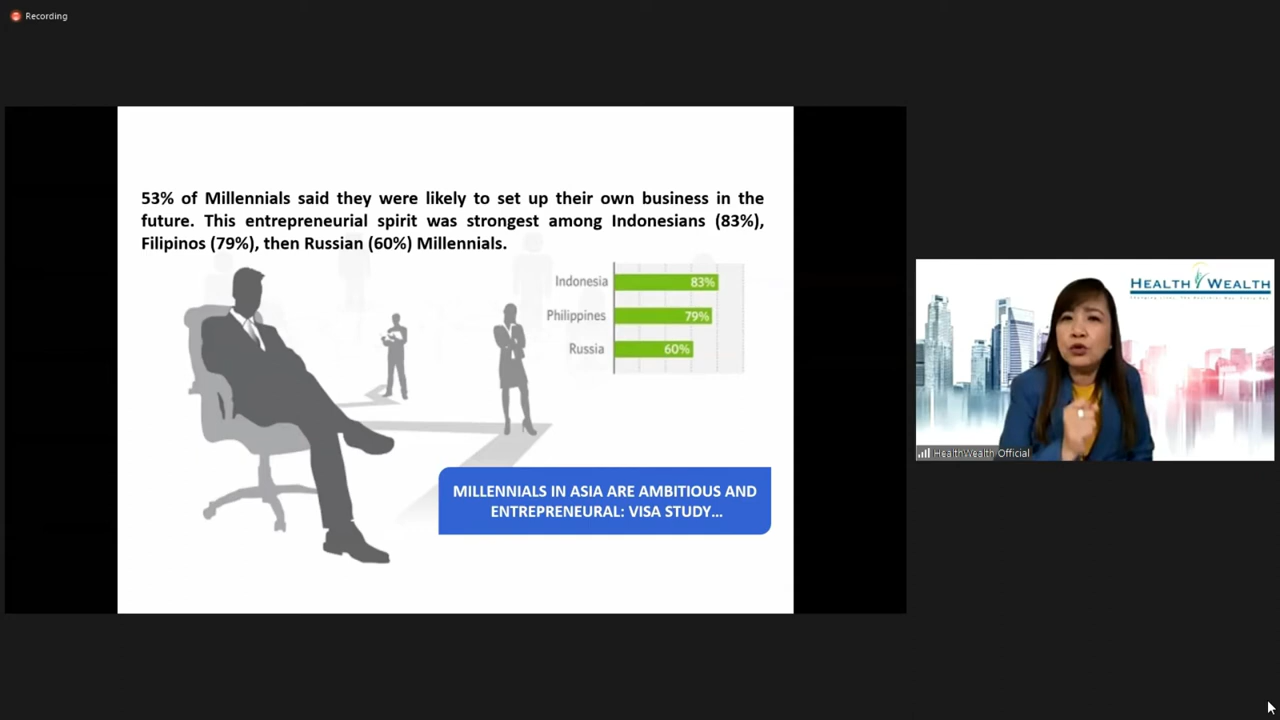 Recording
53% of Millennials said they were likely to set up their own business in the
future. This entrepreneurial spirit was strongest among Indonesians (83%),
Filipinos (79%), then Russian (60%) Millennials.
Indonesia 83%
Philippines 79%
Russia 60%
MILLENNIALS IN ASIA ARE AMBITIOUS AND
ENTREPRENEURAL: VISA STUDY...
HEALTH WEALTH
HealthWealth Official